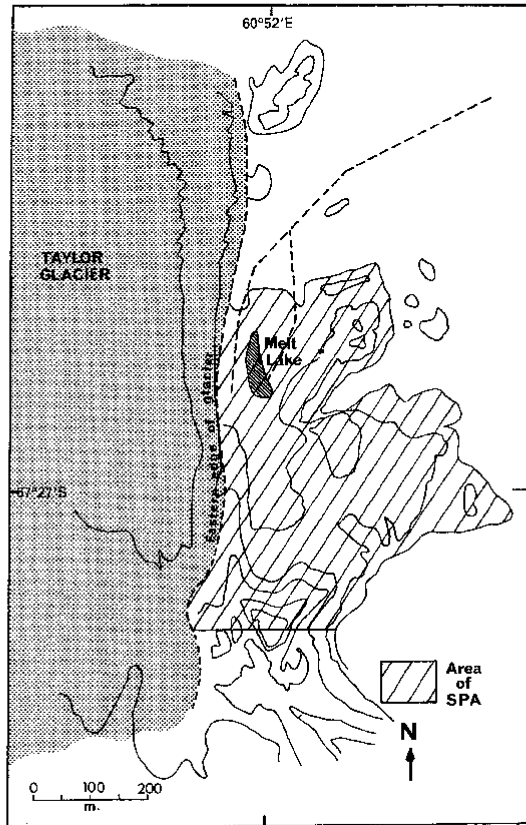 60°52'E
TAYLOR
GLACIER
Melt
Lake
Eastern edge of glacier
67°27'S
Area
of
SPA
N
0 100 200
m.